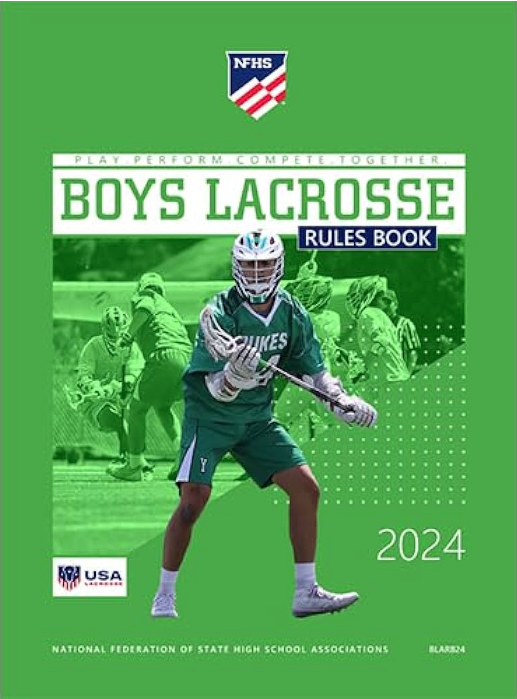 NFHS
PLAY.PERFORM.COMPETE.TOGETHER.
BOYS LACROSSE
RULES BOOK
UKES
Y
2024
USA
LACROSSE
NATIONAL FEDERATION OF STATE HIGH SCHOOL ASSOCIATIONS BLARB24